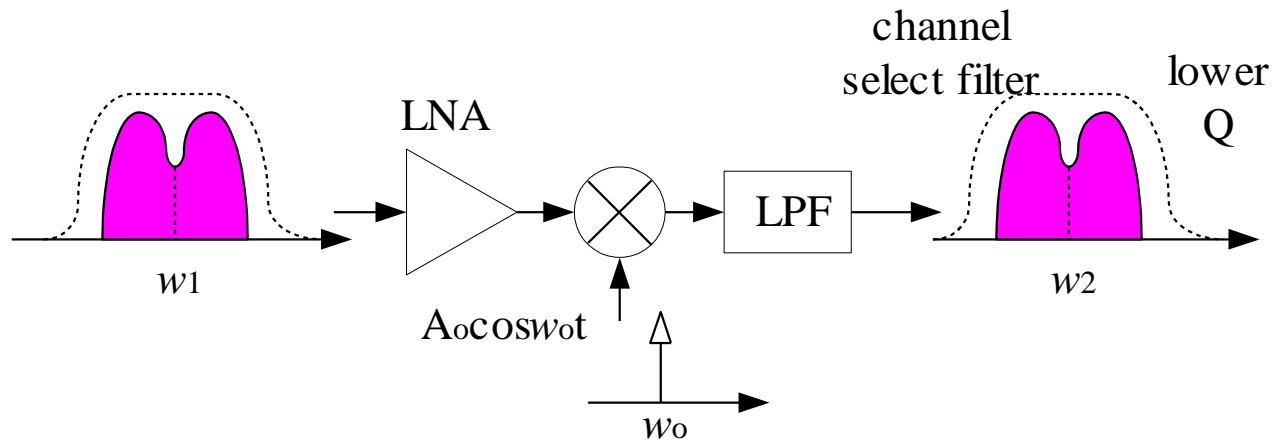 channel
select filter
lower
Q
LNA
LPF
w1
w2
Aocoswot
wo